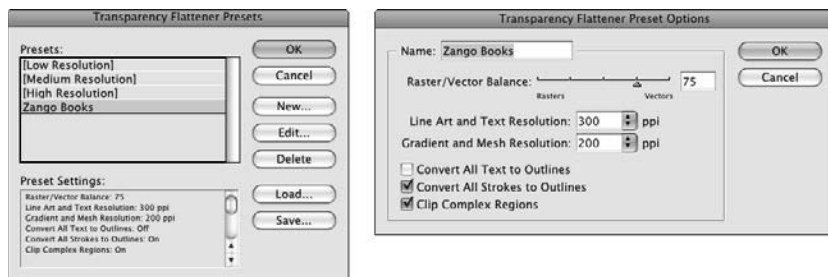 Transparency Flattener Presets
Presets:
[Low Resolution]
[Medium Resolution]
[High Resolution]
Zango Books
OK
Cancel
New...
Edit...
Delete
Load...
Save...
Preset Settings:
Raster/Vector Balance: 75
Line Art and Text Resolution: 300 ppi
Gradient and Mesh Resolution: 200 ppi
Convert All Text to Outlines: Off
Convert All Strokes to Outlines: On
Clip Complex Regions: On
Transparency Flattener Preset Options
Name: Zango Books
Raster/Vector Balance: 75
Rasters Vectors
Line Art and Text Resolution: 300 ppi
Gradient and Mesh Resolution: 200 ppi
Convert All Text to Outlines
Convert All Strokes to Outlines
Clip Complex Regions
OK
Cancel